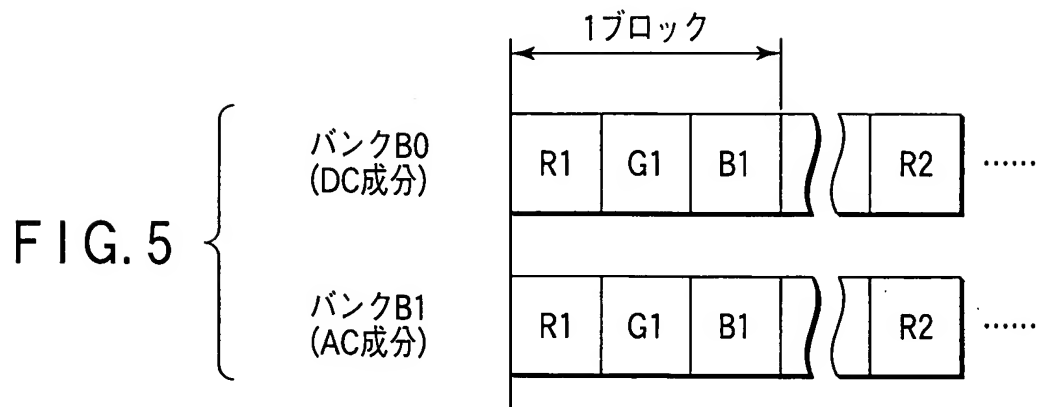 1ブロック
バンクB0
(DC成分)
R1 G1 B1 R2 ……
FIG. 5
バンクB1
(AC成分)
R1 G1 B1 R2 ……